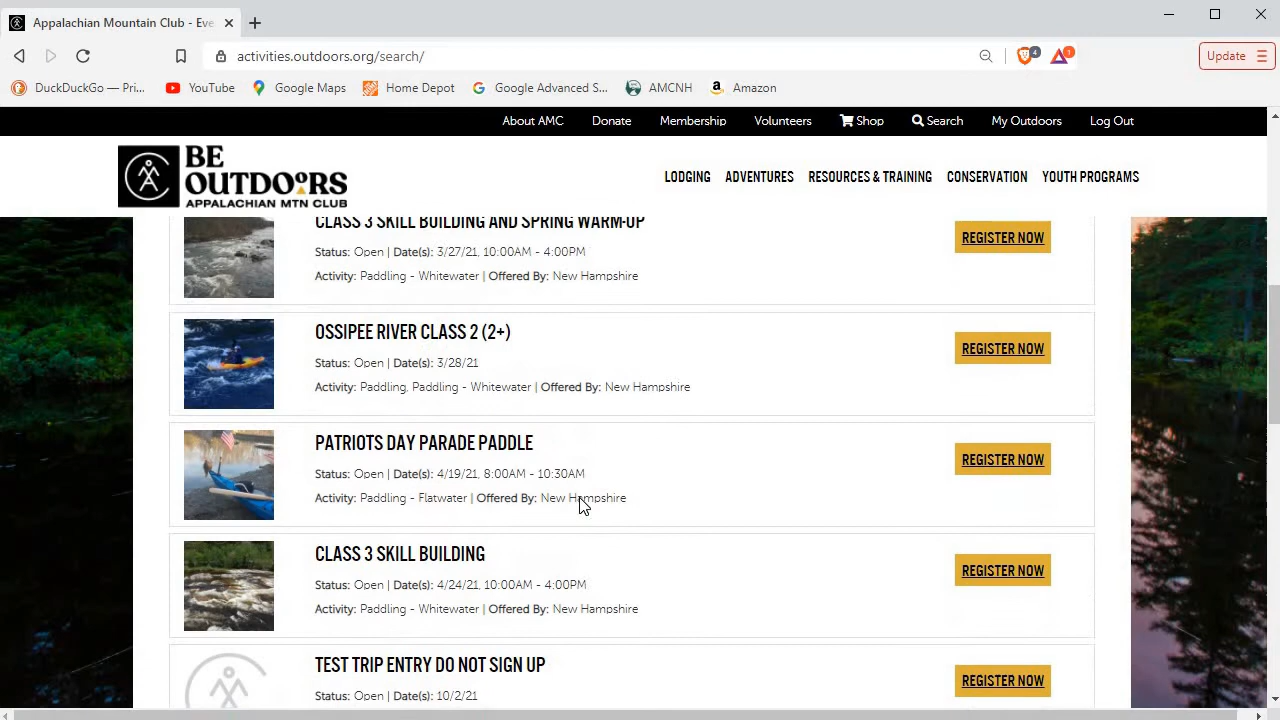 Appalachian Mountain Club - Eve
activities.outdoors.org/search/
4
1
Update
DuckDuckGo — Pri...
YouTube
Google Maps
Home Depot
Google Advanced S...
AMCNH
Amazon
About AMC
Donate
Membership
Volunteers
Shop
Search
My Outdoors
Log Out
BE
OUTDOORS
APPALACHIAN MTN CLUB
LODGING
ADVENTURES
RESOURCES & TRAINING
CONSERVATION
YOUTH PROGRAMS
CLASS 3 SKILL BUILDING AND SPRING WARM-UP
Status: Open | Date(s): 3/27/21, 10:00AM - 4:00PM
Activity: Paddling - Whitewater | Offered By: New Hampshire
REGISTER NOW
OSSIPEE RIVER CLASS 2 (2+)
Status: Open | Date(s): 3/28/21
Activity: Paddling, Paddling - Whitewater | Offered By: New Hampshire
REGISTER NOW
PATRIOTS DAY PARADE PADDLE
Status: Open | Date(s): 4/19/21, 8:00AM - 10:30AM
Activity: Paddling - Flatwater | Offered By: New Hampshire
REGISTER NOW
CLASS 3 SKILL BUILDING
Status: Open | Date(s): 4/24/21, 10:00AM - 4:00PM
Activity: Paddling - Whitewater | Offered By: New Hampshire
REGISTER NOW
TEST TRIP ENTRY DO NOT SIGN UP
Status: Open | Date(s): 10/2/21
REGISTER NOW